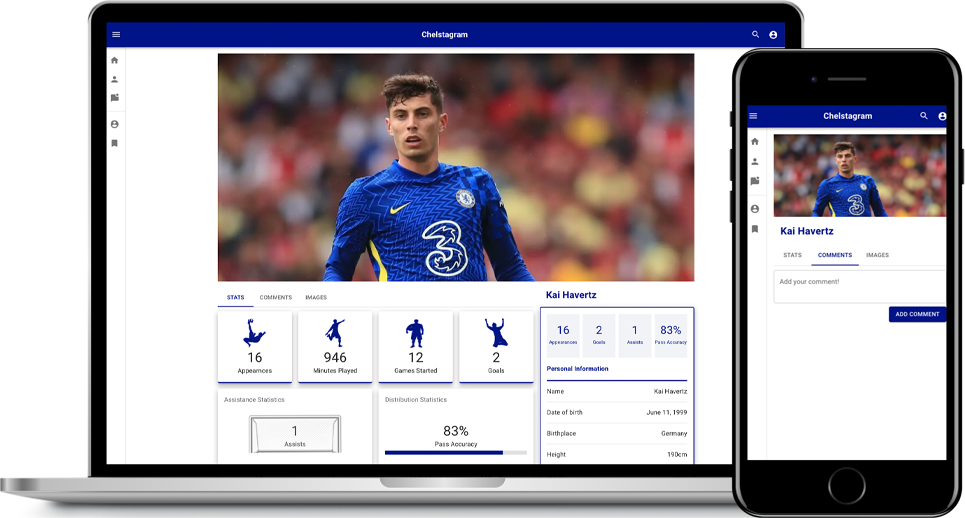 Chelstagram
3
STATS COMMENTS IMAGES
16
Appearnces
946
Minutes Played
12
Games Started
2
Goals
Assistance Statistics
1
Assists
Distribution Statistics
83%
Pass Accuracy
Kai Havertz
16
Appearances
2
Goals
1
Assists
83%
Pass Accuracy
Personal Information
Name Kai Havertz
Date of birth June 11, 1999
Birthplace Germany
Height 190cm
Chelstagram
3
Kai Havertz
STATS COMMENTS IMAGES
Add your comment!
ADD COMMENT